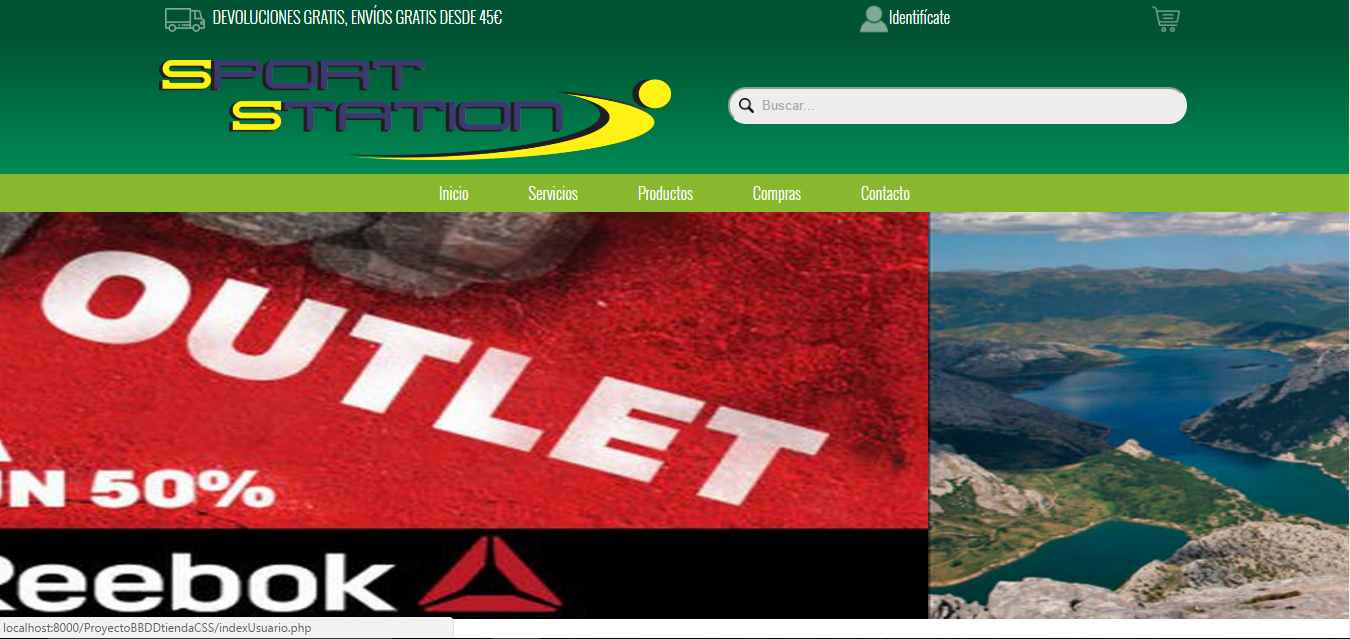 DEVOLUCIONES GRATIS, ENVÍOS GRATIS DESDE 45€
Identifícate
SPORT
STATION
Buscar...
Inicio Servicios Productos Compras Contacto
OUTLET
UN 50%
Reebok
localhost:8000/ProyectoBBDDtiendaCSS/indexUsuario.php